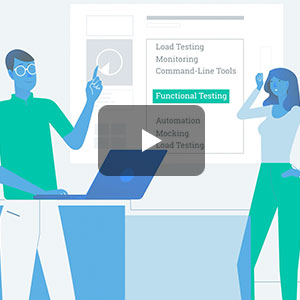 Load Testing
Monitoring
Command-Line Tools
Functional Testing
Automation
Mocking
Load Testing